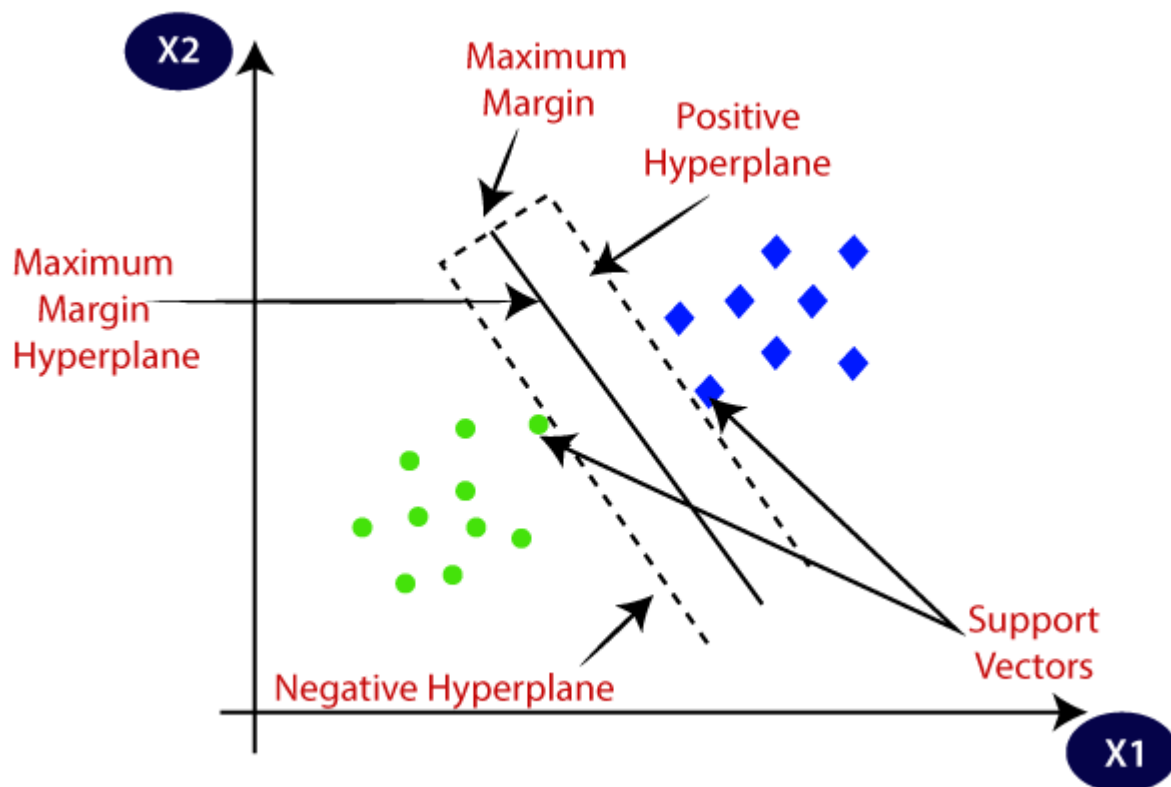 X2
Maximum
Margin
Positive
Hyperplane
Maximum
Margin
Hyperplane
Support
Vectors
Negative Hyperplane
X1